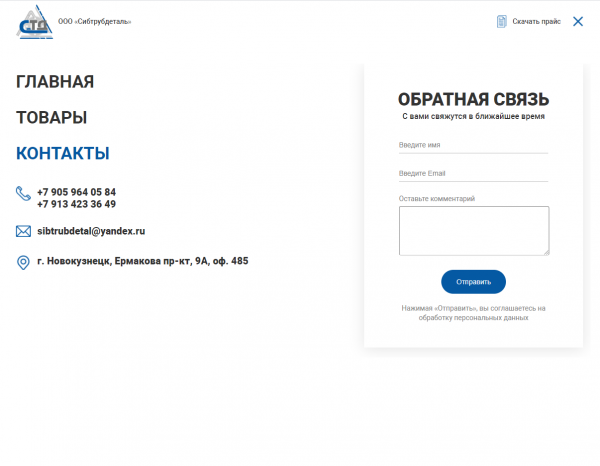 СТД
ООО «Сибтрубдеталь»
Скачать прайс
ГЛАВНАЯ
ТОВАРЫ
КОНТАКТЫ
+7 905 964 05 84
+7 913 423 36 49
sibtrubdetal@yandex.ru
г. Новокузнецк, Ермакова пр-кт, 9А, оф. 485
ОБРАТНАЯ СВЯЗЬ
С вами свяжутся в ближайшее время
Введите имя
Введите Email
Оставьте комментарий
Отправить
Нажимая «Отправить», вы соглашаетесь на
обработку персональных данных